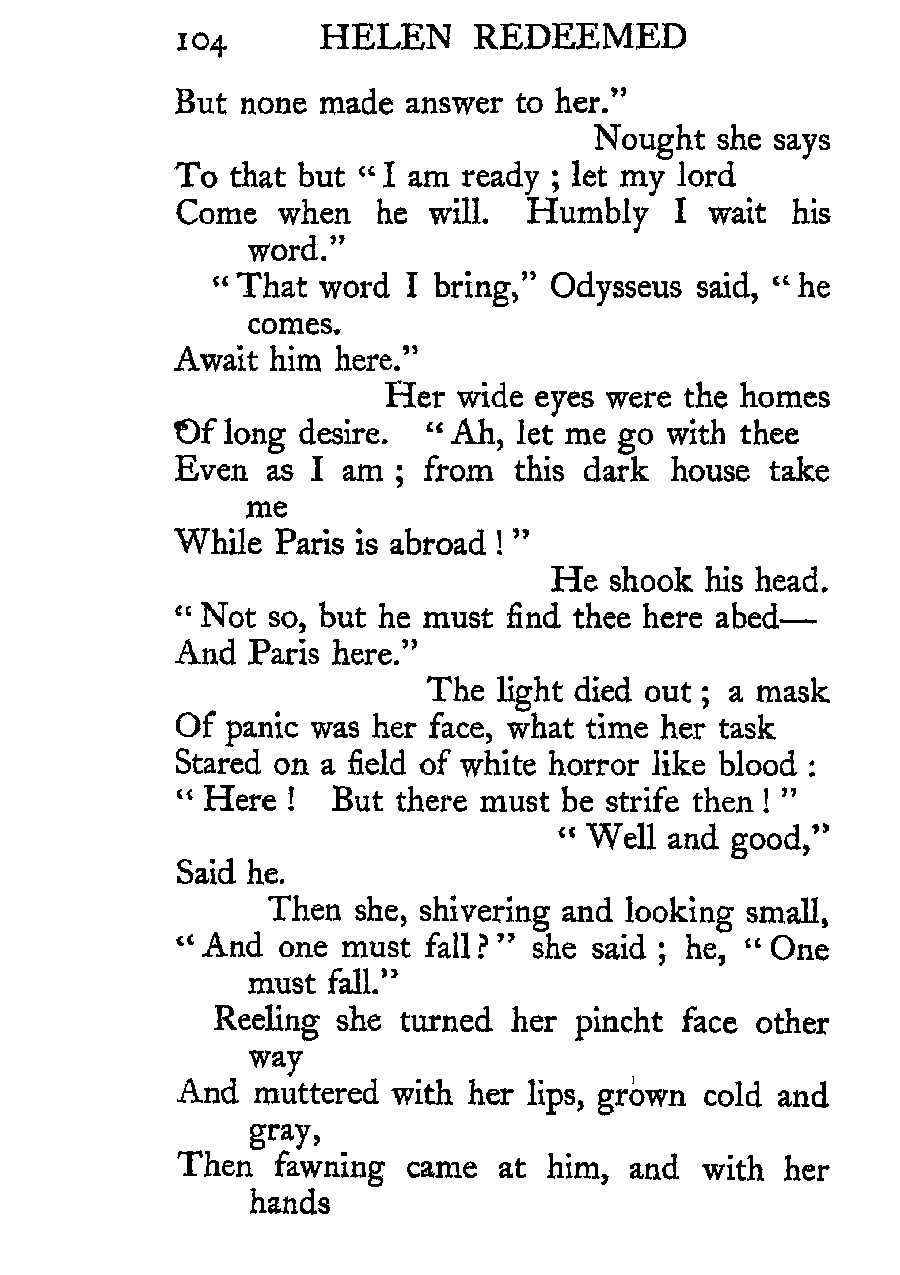 104 HELEN REDEEMED
But none made answer to her.”
Nought she says
To that but “ I am ready ; let my lord
Come when he will. Humbly I wait his
word.”
“ That word I bring,” Odysseus said, “ he
comes.
Await him here.”
Her wide eyes were the homes
Of long desire. “ Ah, let me go with thee
Even as I am ; from this dark house take
me
While Paris is abroad ! ”
He shook his head.
“ Not so, but he must find thee here abed—
And Paris here.”
The light died out ; a mask
Of panic was her face, what time her task
Stared on a field of white horror like blood :
“ Here ! But there must be strife then ! ”
“ Well and good,”
Said he.
Then she, shivering and looking small,
“ And one must fall ? ” she said ; he, “ One
must fall.”
Reeling she turned her pincht face other
way
And muttered with her lips, grown cold and
gray,
Then fawning came at him, and with her
hands